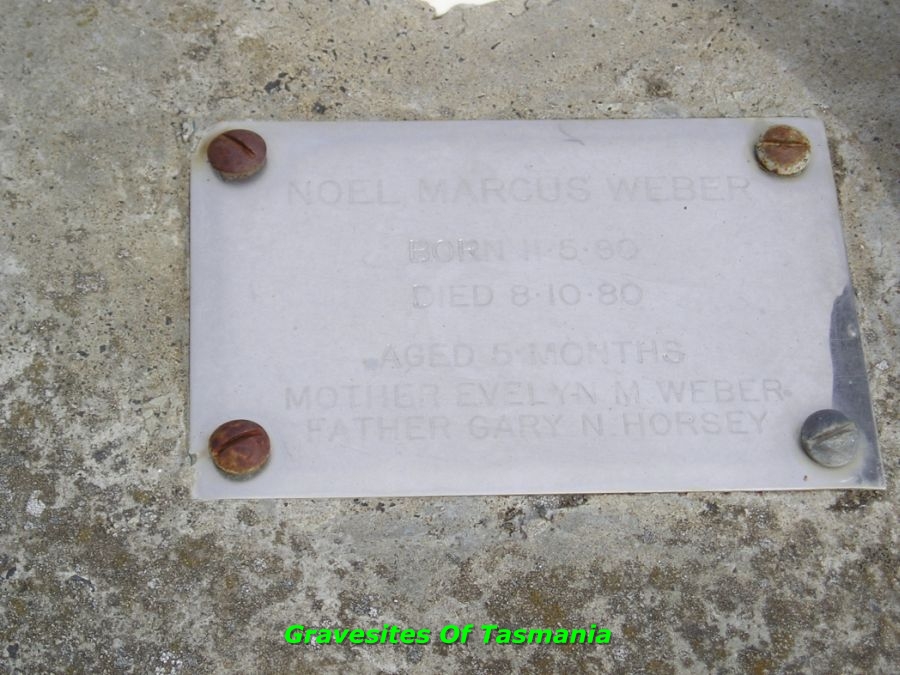 NOEL MARCUS WEBER
BORN 11·5·80
DIED 8·10·80
AGED 5 MONTHS
MOTHER EVELYN M WEBER
FATHER GARY N HORSEY
Gravesites Of Tasmania